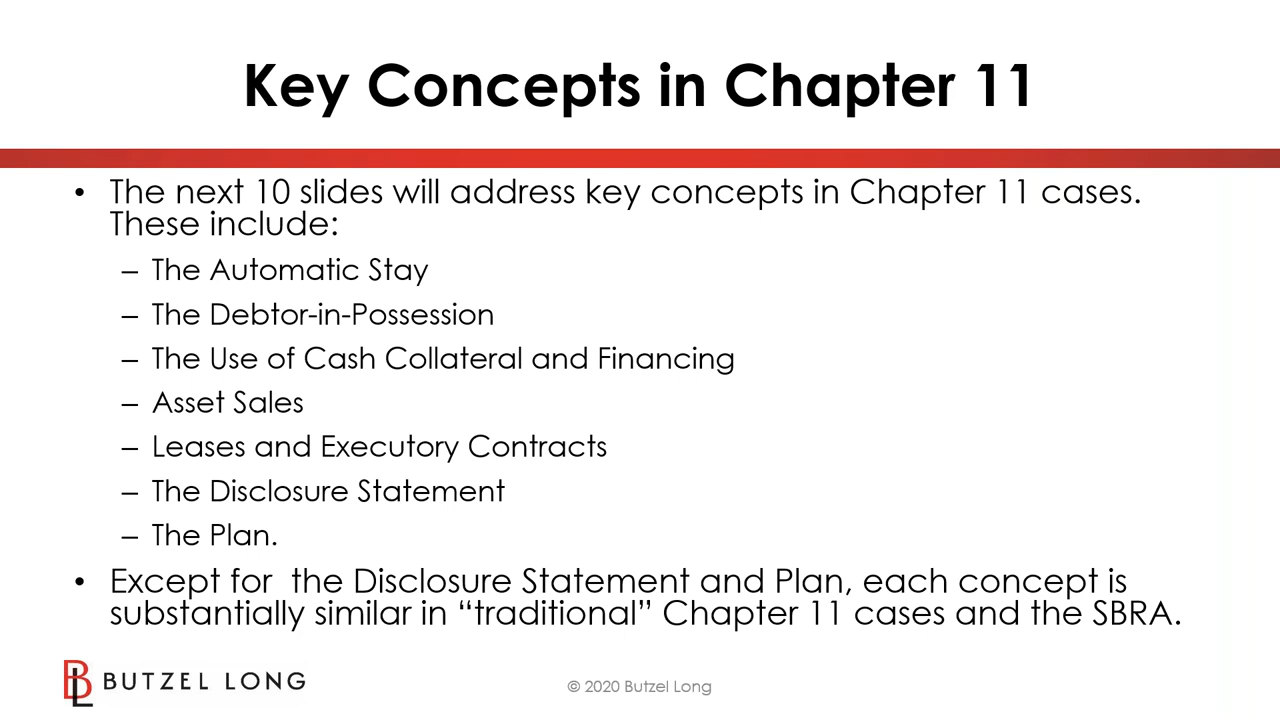 Key Concepts in Chapter 11
• The next 10 slides will address key concepts in Chapter 11 cases.
These include:
– The Automatic Stay
– The Debtor-in-Possession
– The Use of Cash Collateral and Financing
– Asset Sales
– Leases and Executory Contracts
– The Disclosure Statement
– The Plan.
• Except for  the Disclosure Statement and Plan, each concept is
substantially similar in “traditional” Chapter 11 cases and the SBRA.
BL BUTZEL LONG
© 2020 Butzel Long